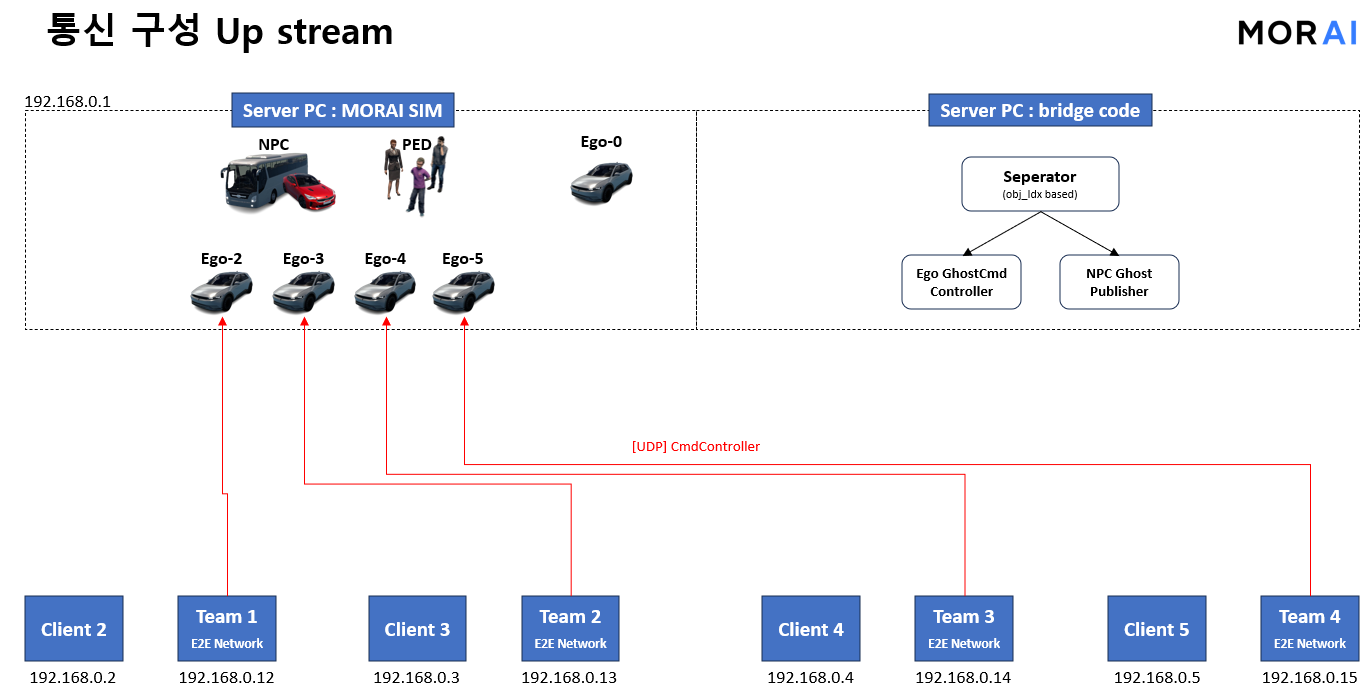 통신 구성 Up stream
MORAI
192.168.0.1
Server PC : MORAI SIM
Server PC : bridge code
NPC
PED
Ego-0
Seperator
(obj_Idx based)
Ego-2
Ego-3
Ego-4
Ego-5
Ego GhostCmd
Controller
NPC Ghost
Publisher
[UDP] CmdController
Client 2
Team 1
E2E Network
Client 3
Team 2
E2E Network
Client 4
Team 3
E2E Network
Client 5
Team 4
E2E Network
192.168.0.2
192.168.0.12
192.168.0.3
192.168.0.13
192.168.0.4
192.168.0.14
192.168.0.5
192.168.0.15